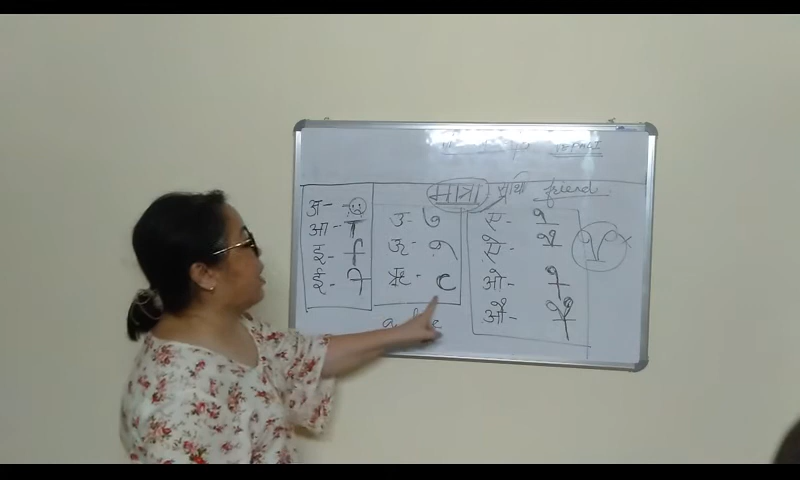 मात्रा friend
अ-
आ- ा
इ- ि
ई- ी
उ- ु
ऊ- ू
ऋ- ृ
ए- े
ऐ- ै
ओ- ो
औ- ौ